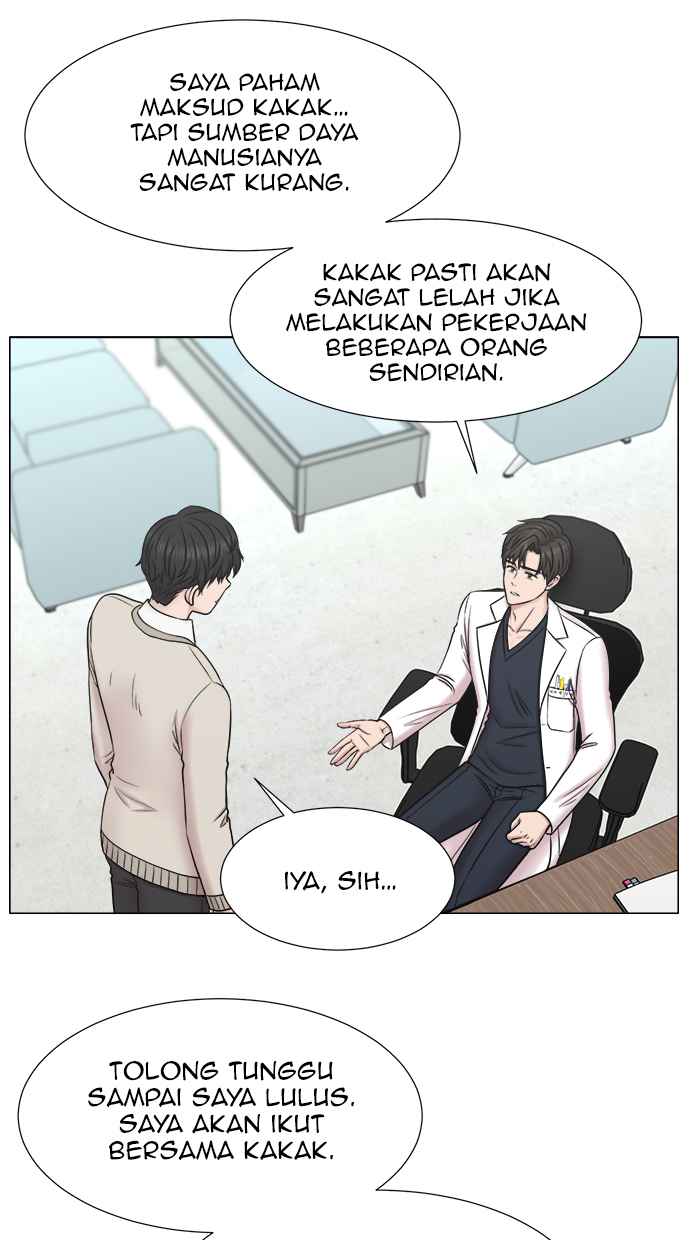 SAYA PAHAM
MAKSUD KAKAK...
TAPI SUMBER DAYA
MANUSIANYA
SANGAT KURANG.
KAKAK PASTI AKAN
SANGAT LELAH JIKA
MELAKUKAN PEKERJAAN
BEBERAPA ORANG
SENDIRIAN.
IYA, SIH...
TOLONG TUNGGU
SAMPAI SAYA LULUS.
SAYA AKAN IKUT
BERSAMA KAKAK.